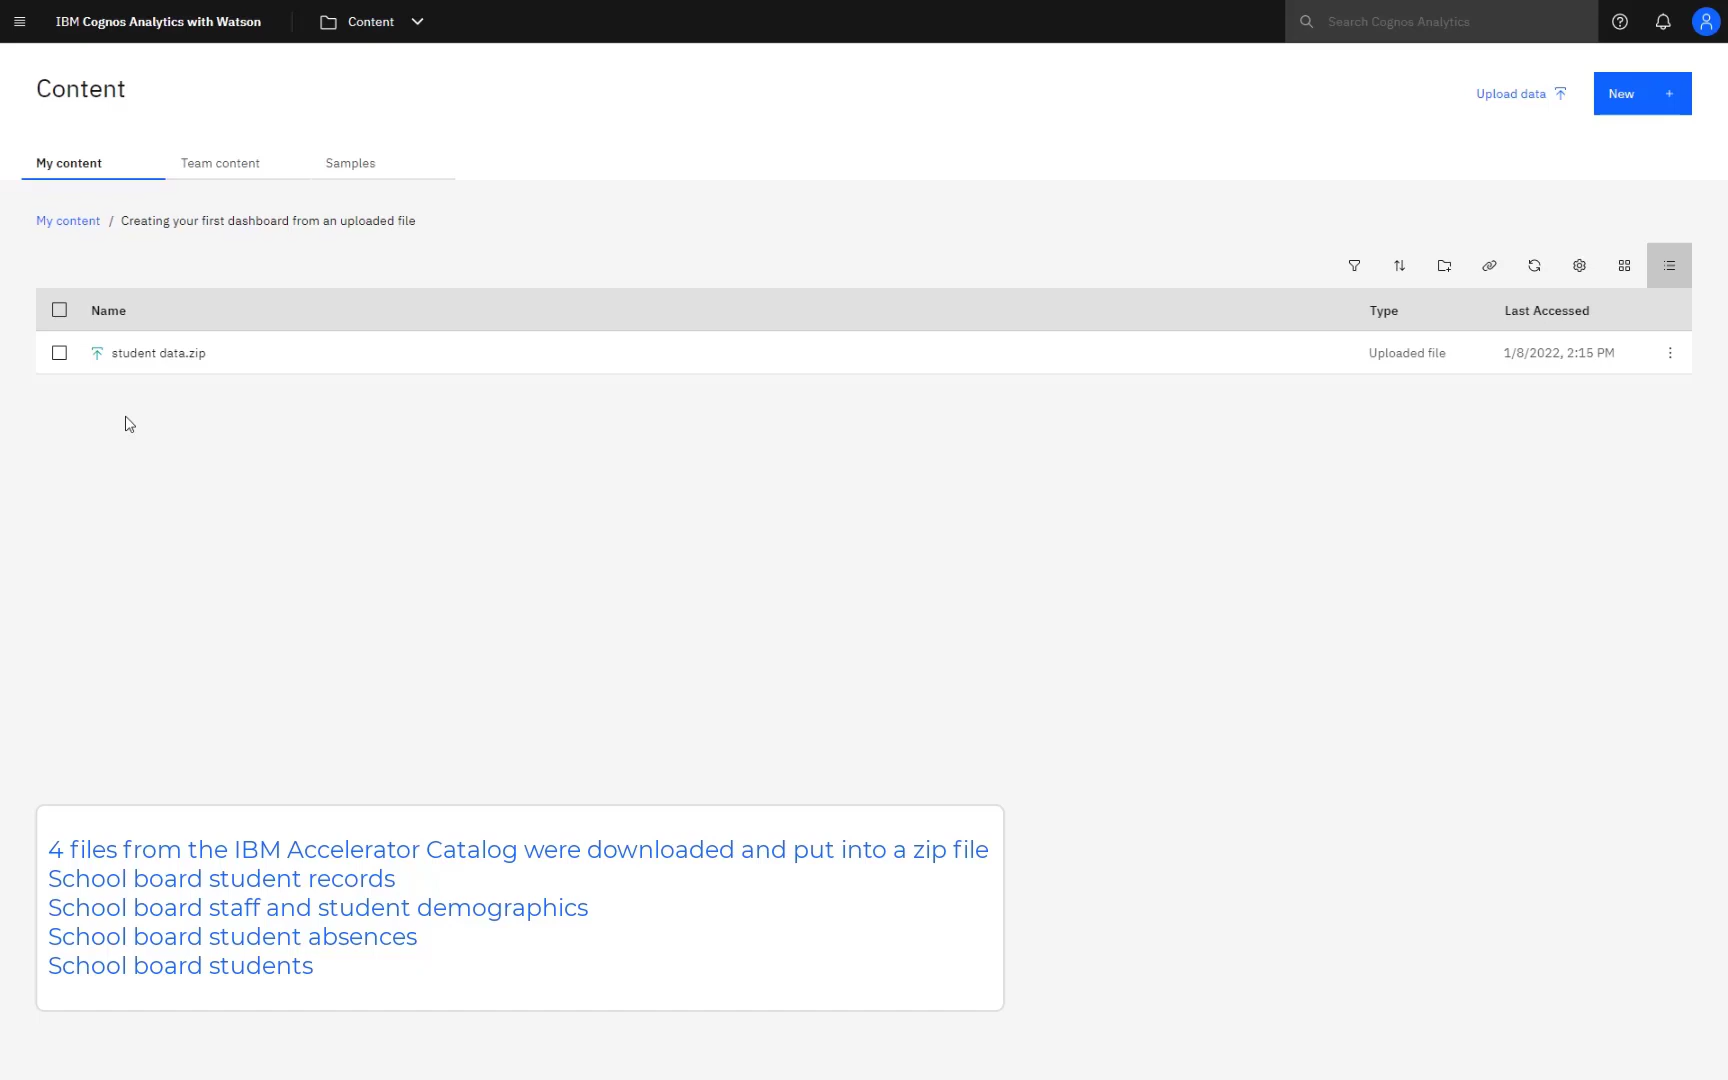 IBM Cognos Analytics with Watson
Content
Search Cognos Analytics
Content
Upload data
New +
My content
Team content
Samples
My content / Creating your first dashboard from an uploaded file
Name
Type
Last Accessed
student data.zip
Uploaded file
1/8/2022, 2:15 PM
4 files from the IBM Accelerator Catalog were downloaded and put into a zip file
School board student records
School board staff and student demographics
School board student absences
School board students